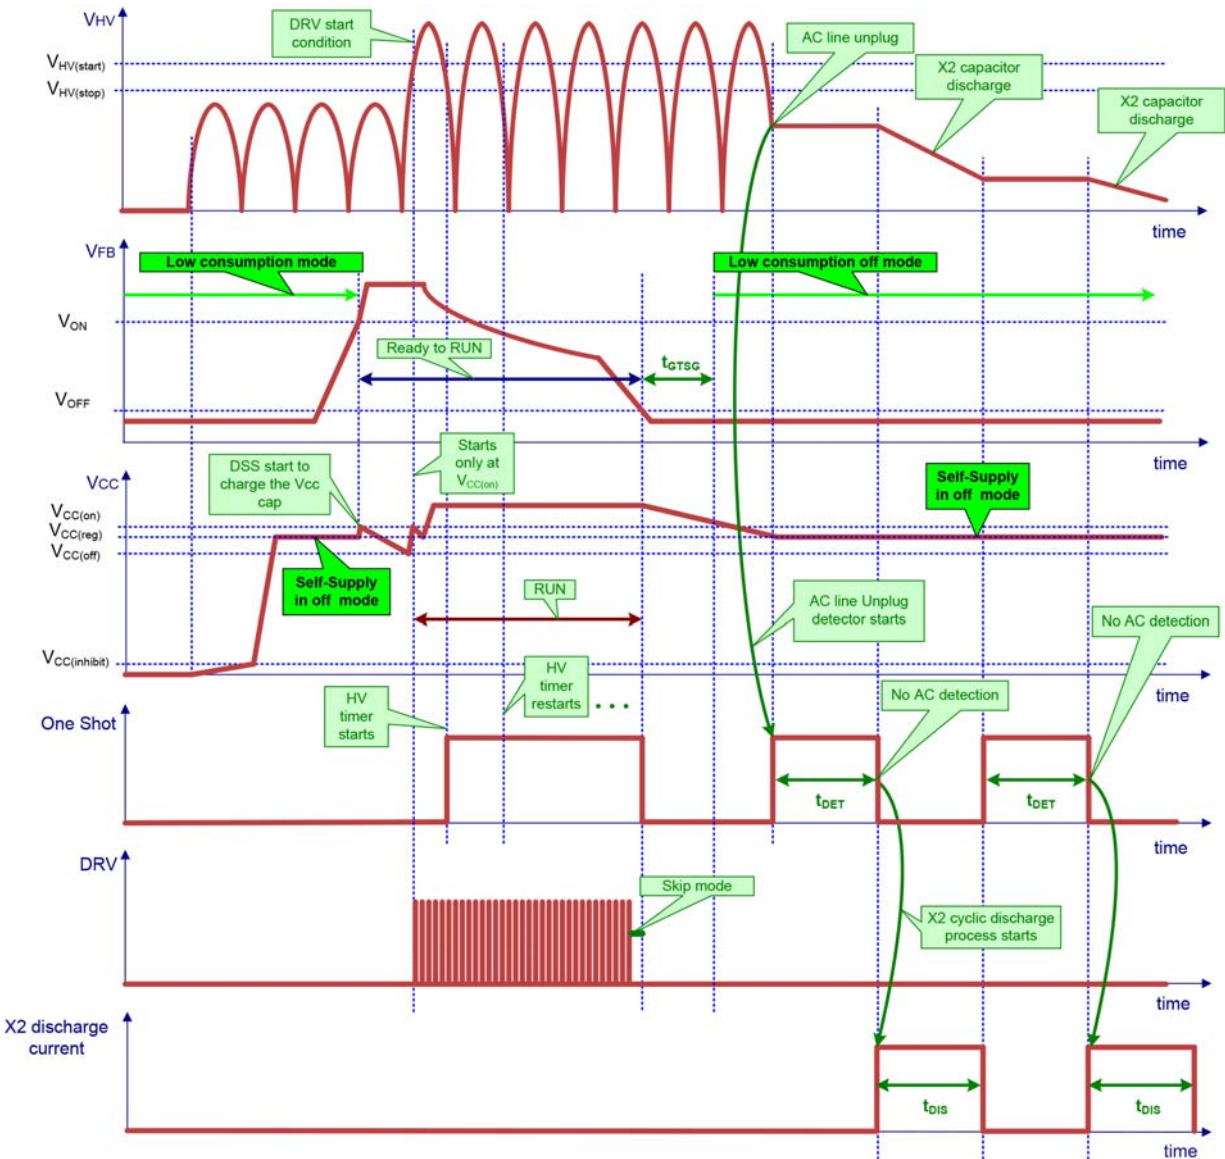 VHV
DRV start
condition
AC line unplug
X2 capacitor
discharge
X2 capacitor
discharge
VHV(start)
VHV(stop)
time
VFB
Low consumption mode
Low consumption off mode
VON
Ready to RUN
tGTSG
VOFF
time
Starts
only at
VCC(on)
DSS start to
charge the Vcc
cap
VCC
Self-Supply
in off mode
VCC(on)
VCC(reg)
VCC(off)
Self-Supply
in off mode
RUN
AC line Unplug
detector starts
No AC detection
VCC(inhibit)
HV
timer
restarts
...
time
No AC detection
One Shot
HV
timer
starts
tDET
tDET
time
DRV
Skip mode
X2 cyclic discharge
process starts
time
X2 discharge
current
tDIS
tDIS
time